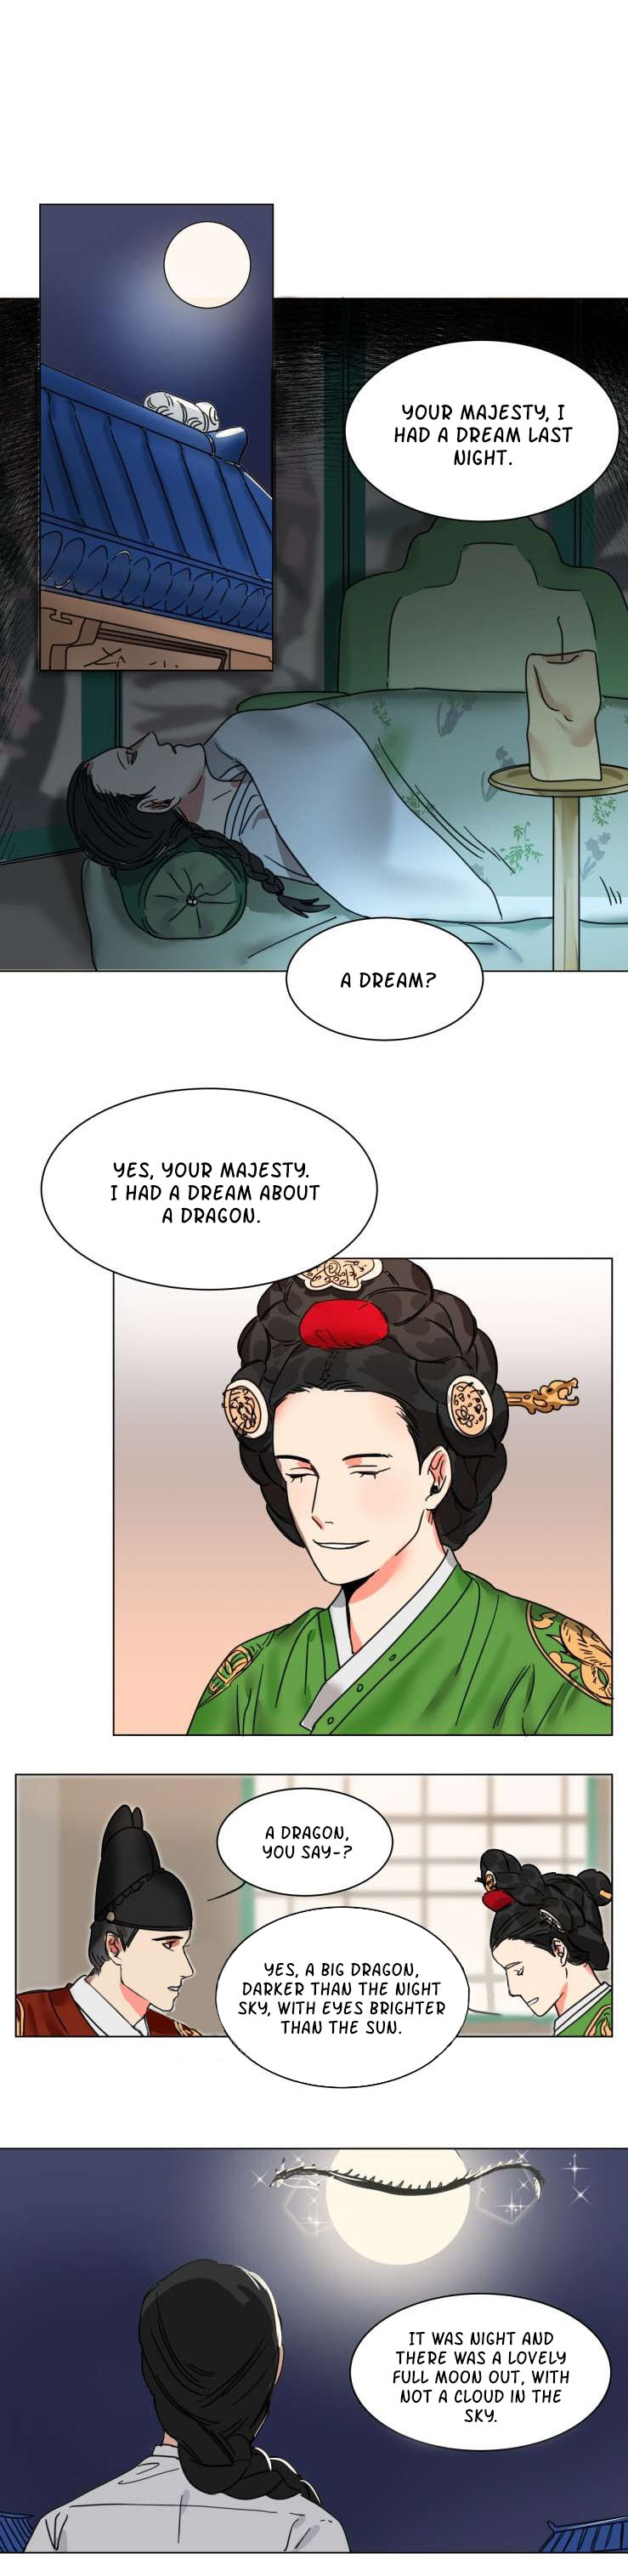 YOUR MAJESTY, I
HAD A DREAM LAST
NIGHT.
A DREAM?
YES, YOUR MAJESTY.
I HAD A DREAM ABOUT
A DRAGON.
A DRAGON,
YOU SAY-?
YES, A BIG DRAGON,
DARKER THAN THE NIGHT
SKY, WITH EYES BRIGHTER
THAN THE SUN.
IT WAS NIGHT AND
THERE WAS A LOVELY
FULL MOON OUT, WITH
NOT A CLOUD IN THE
SKY.